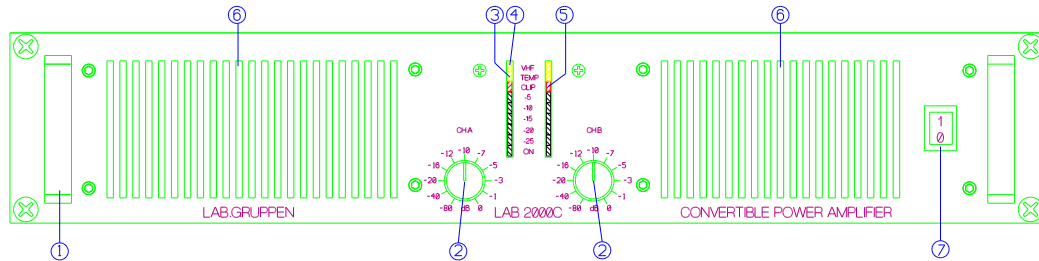 6 3 4 5 6
VHF
TEMP
CLIP
-5
-10
-15
-20
-25
ON
CH.A
-80 -40 -20 -16 -12 -10 -7 -5 -3 -1 0
dB
CH.B
-80 -40 -20 -16 -12 -10 -7 -5 -3 -1 0
dB
1
0
LAB.GRUPPEN LAB 2000C CONVERTIBLE POWER AMPLIFIER
1 2 2 7